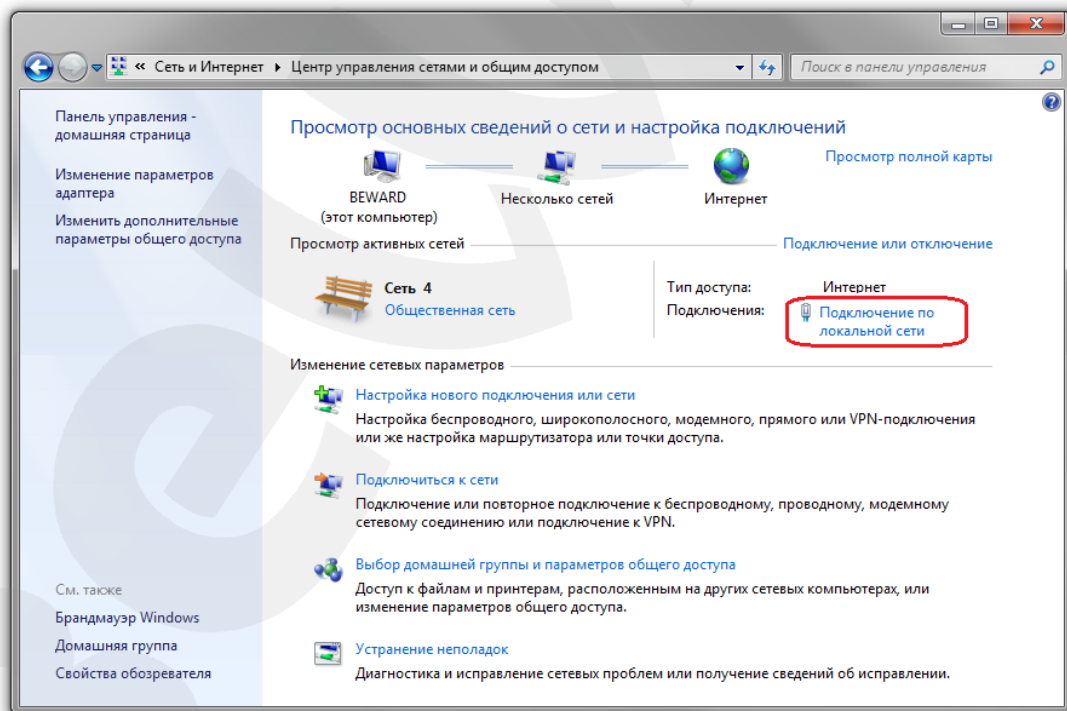 « Сеть и Интернет ▸ Центр управления сетями и общим доступом
Поиск в панели управления
Панель управления -
домашняя страница
Изменение параметров
адаптера
Изменить дополнительные
параметры общего доступа
См. также
Брандмауэр Windows
Домашняя группа
Свойства обозревателя
Просмотр основных сведений о сети и настройка подключений
Просмотр полной карты
BEWARD
(этот компьютер)
Несколько сетей
Интернет
Просмотр активных сетей
Подключение или отключение
Сеть 4
Общественная сеть
Тип доступа: Интернет
Подключения: Подключение по
локальной сети
Изменение сетевых параметров
Настройка нового подключения или сети
Настройка беспроводного, широкополосного, модемного, прямого или VPN-подключения
или же настройка маршрутизатора или точки доступа.
Подключиться к сети
Подключение или повторное подключение к беспроводному, проводному, модемному
сетевому соединению или подключение к VPN.
Выбор домашней группы и параметров общего доступа
Доступ к файлам и принтерам, расположенным на других сетевых компьютерах, или
изменение параметров общего доступа.
Устранение неполадок
Диагностика и исправление сетевых проблем или получение сведений об исправлении.